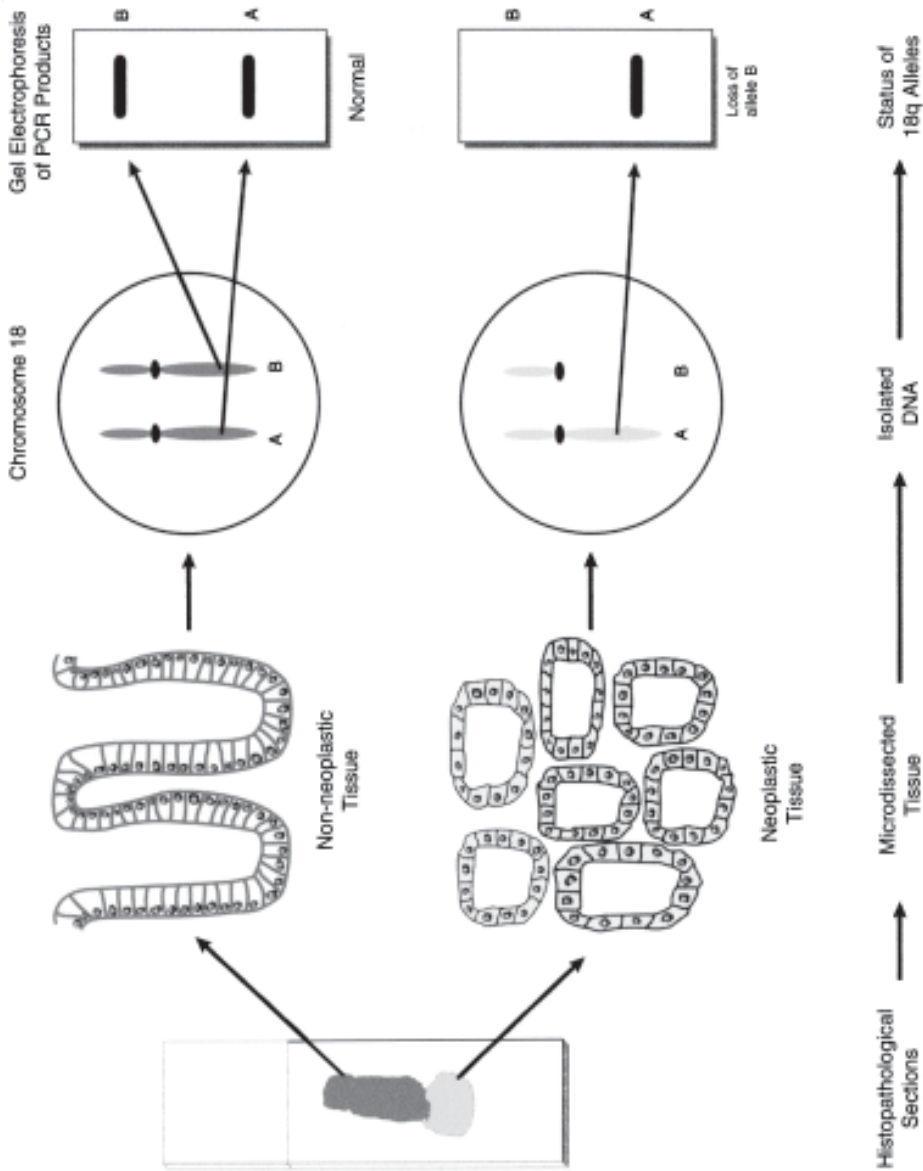 Chromosome 18
Gel Electrophoresis
of PCR Products
B
A
Normal
A
B
Non-neoplastic
Tissue
B
A
Loss of
allele B
A
B
Neoplastic
Tissue
Histopathological
Sections
Microdissected
Tissue
Isolated
DNA
Status of
18q Alleles